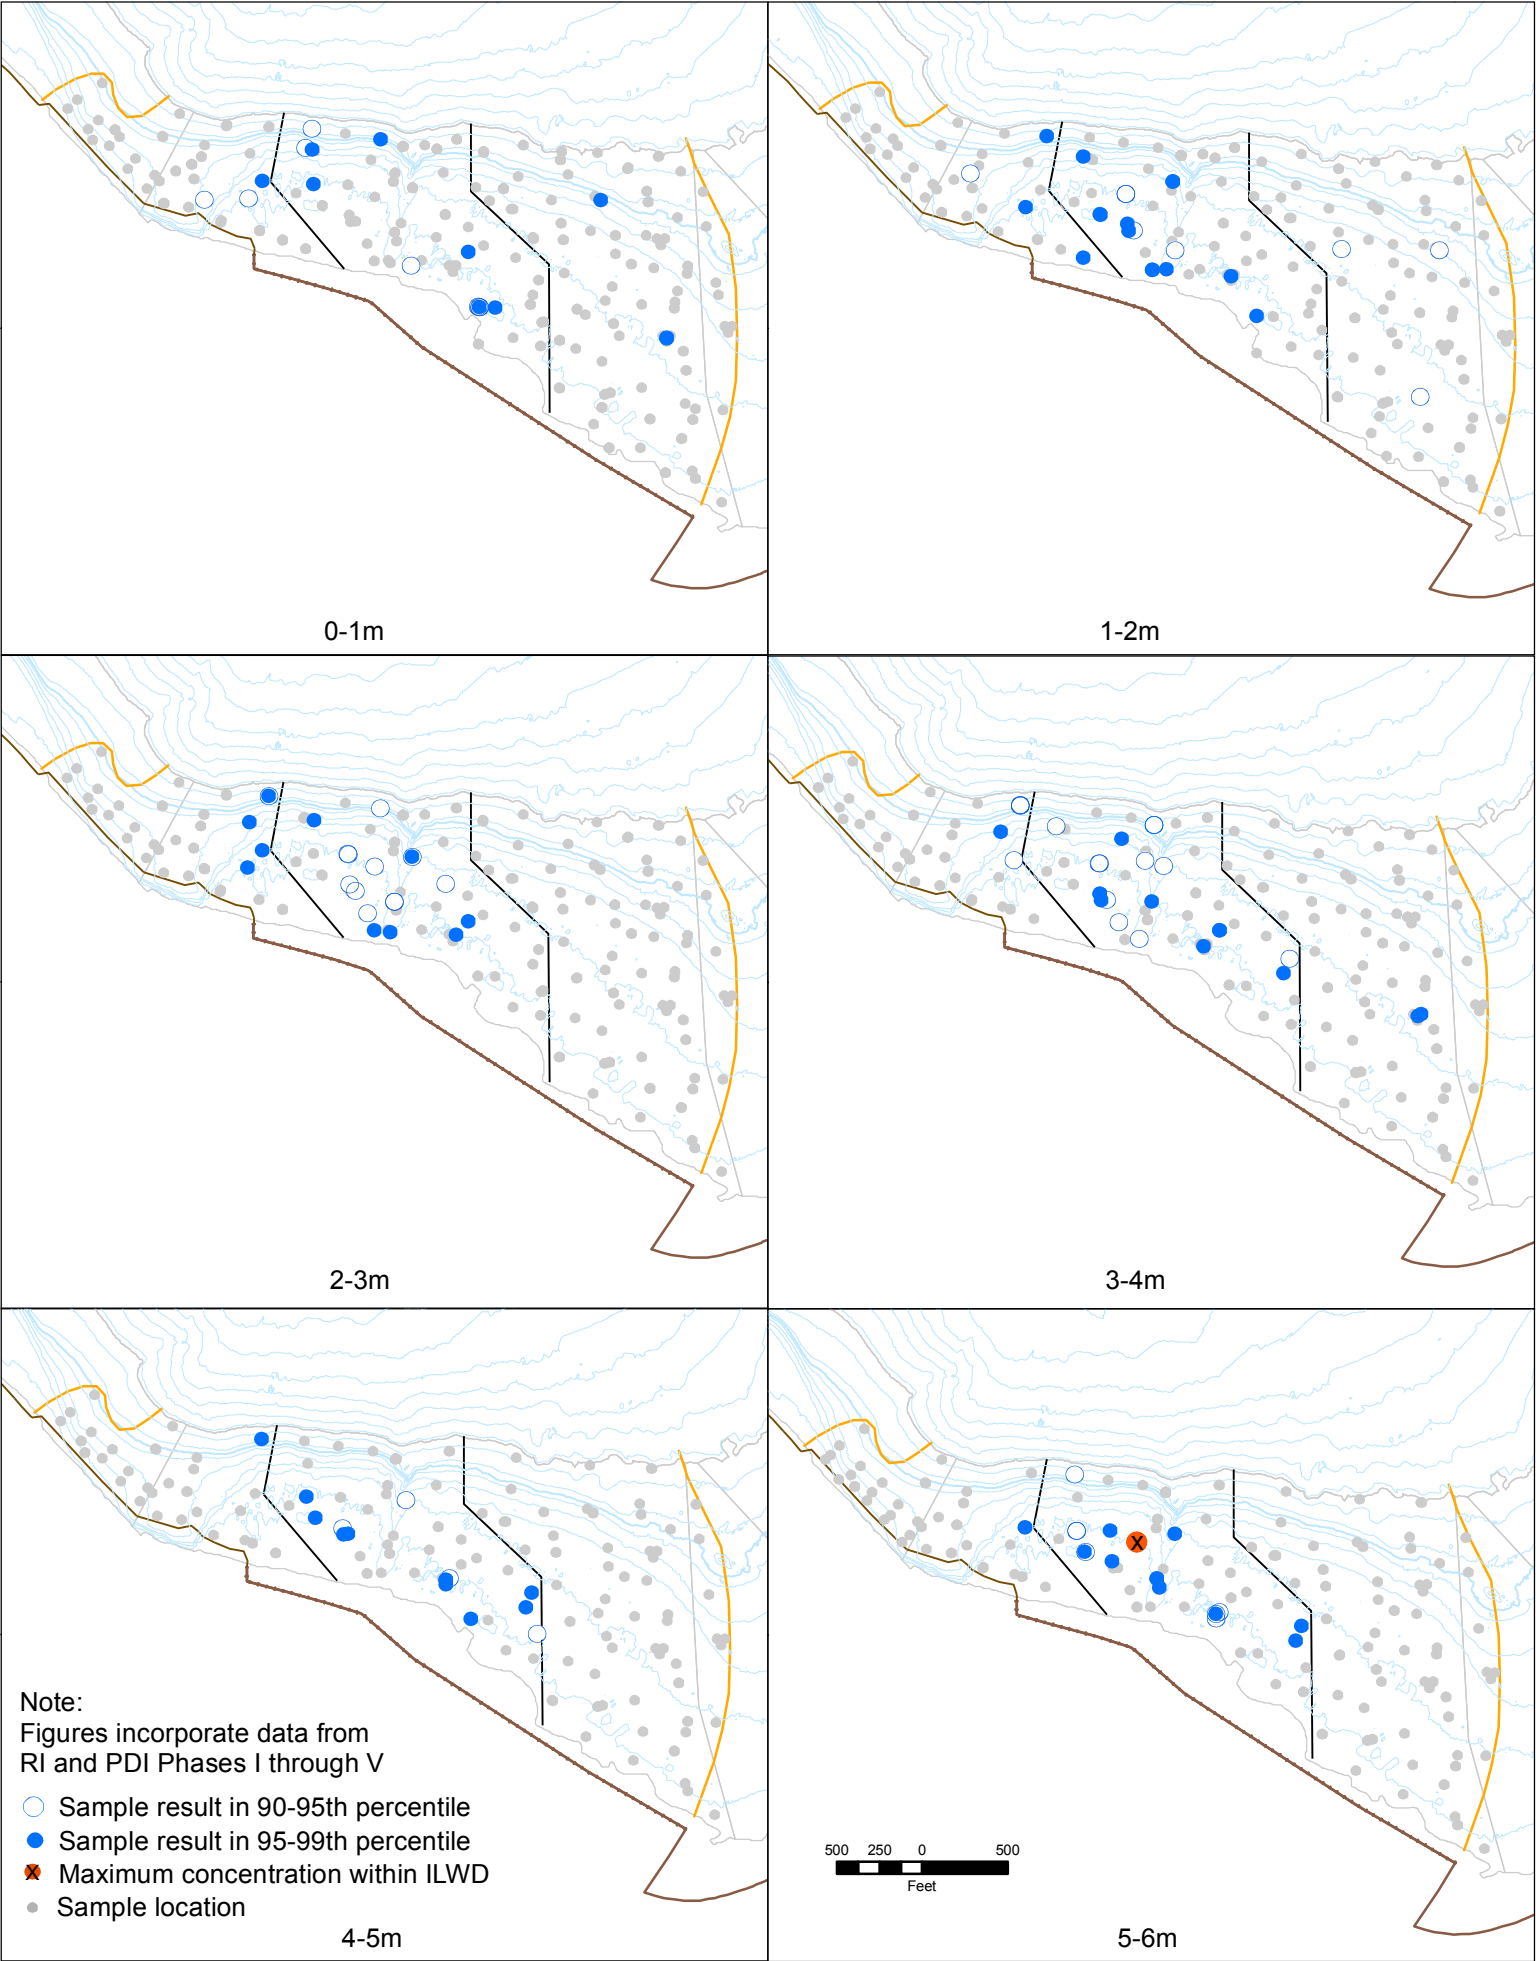 0-1m
1-2m
2-3m
3-4m
Note:
Figures incorporate data from
RI and PDI Phases I through V
Sample result in 90-95th percentile
Sample result in 95-99th percentile
X Maximum concentration within ILWD
Sample location
4-5m
X
500 250 0 500
Feet
5-6m